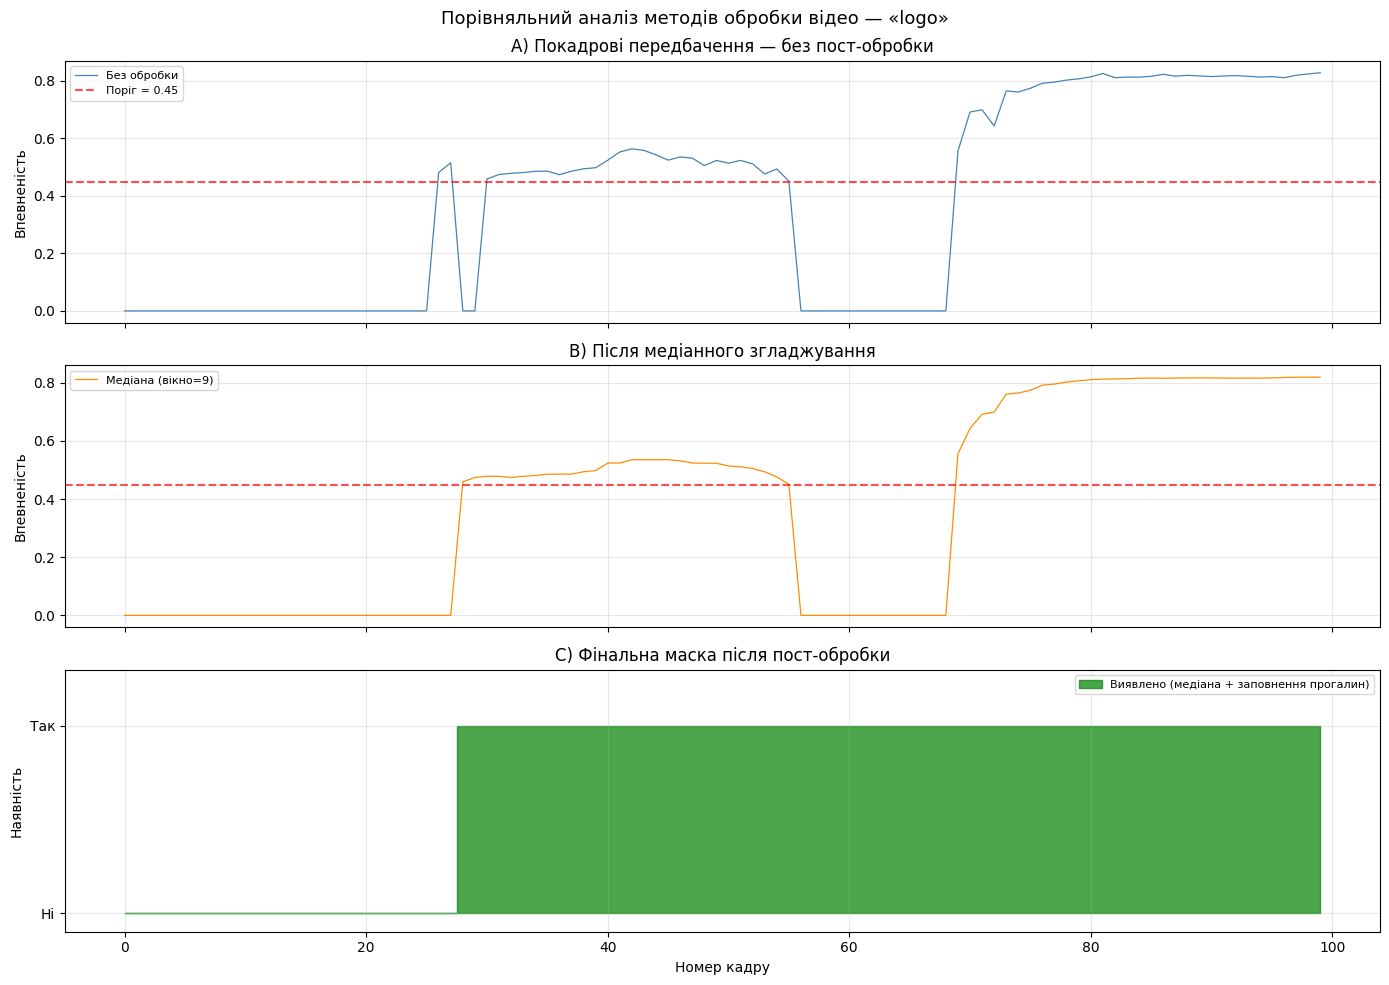 Порівняльний аналіз методів обробки відео — «logo»
A) Покадрові передбачення — без пост-обробки
Без обробки
Поріг = 0.45
Впевненість
0.8
0.6
0.4
0.2
0.0
B) Після медіанного згладжування
Медіана (вікно=9)
Впевненість
0.8
0.6
0.4
0.2
0.0
C) Фінальна маска після пост-обробки
Виявлено (медіана + заповнення прогалин)
Наявність
Так
Ні
0 20 40 60 80 100
Номер кадру